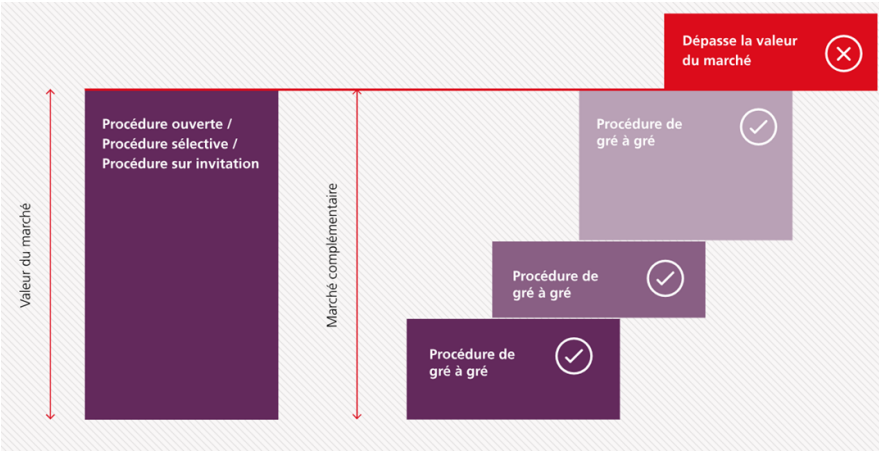 Dépasse la valeur
du marché
Procédure ouverte /
Procédure sélective /
Procédure sur invitation
Procédure de
gré à gré
Valeur du marché
Marché complémentaire
Procédure de
gré à gré
Procédure de
gré à gré